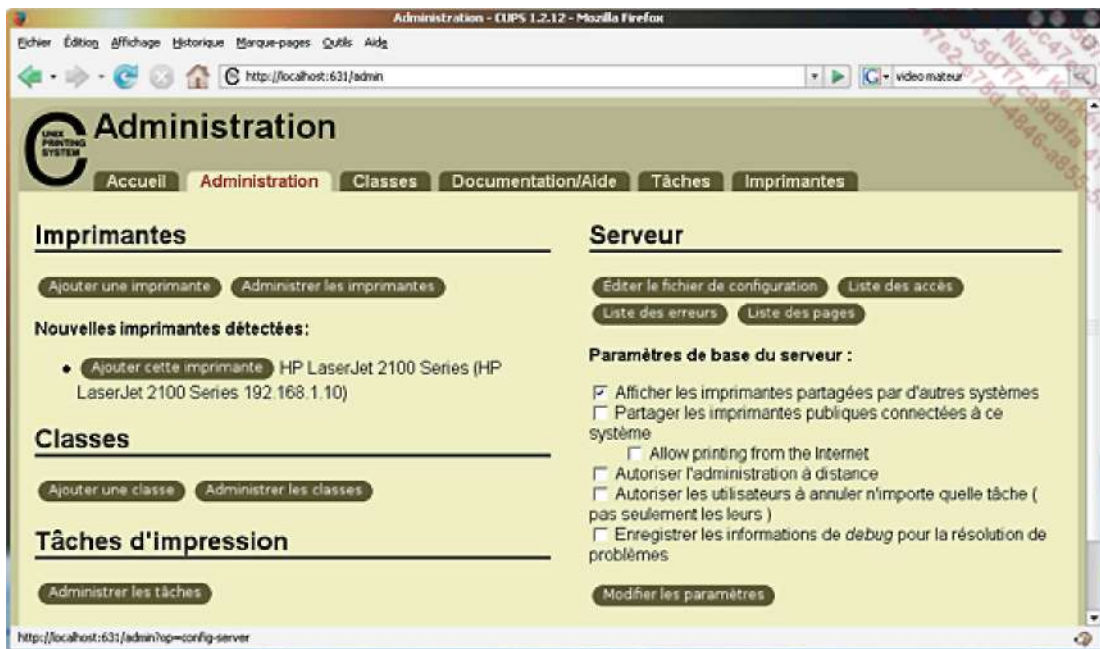 Administration - CUPS 1.2.12 - Mozilla Firefox
Fichier Édition Affichage Historique Marque-pages Outils Aide
http://localhost:631/admin
video mateur
UNIX PRINTING SYSTEM
Administration
Accueil Administration Classes Documentation/Aide Tâches Imprimantes
Imprimantes
Ajouter une imprimante Administrer les imprimantes
Nouvelles imprimantes détectées:
Ajouter cette imprimante HP LaserJet 2100 Series (HP
LaserJet 2100 Series 192.168.1.10)
Classes
Ajouter une classe Administrer les classes
Tâches d'impression
Administrer les tâches
Serveur
Éditer le fichier de configuration Liste des accès
Liste des erreurs Liste des pages
Paramètres de base du serveur :
Afficher les imprimantes partagées par d'autres systèmes
Partager les imprimantes publiques connectées à ce
système
Allow printing from the Internet
Autoriser l'administration à distance
Autoriser les utilisateurs à annuler n'importe quelle tâche (
pas seulement les leurs )
Enregistrer les informations de debug pour la résolution de
problèmes
Modifier les paramètres
http://localhost:631/admin?op=config-server